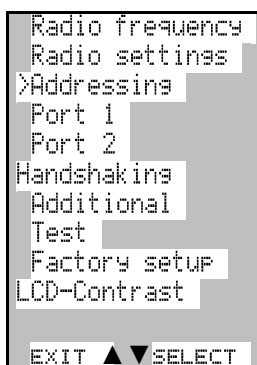 Radio frequency
Radio settings
>Addressing
Port 1
Port 2
Handshaking
Additional
Test
Factory setup
LCD-Contrast
EXIT ▲▼SELECT